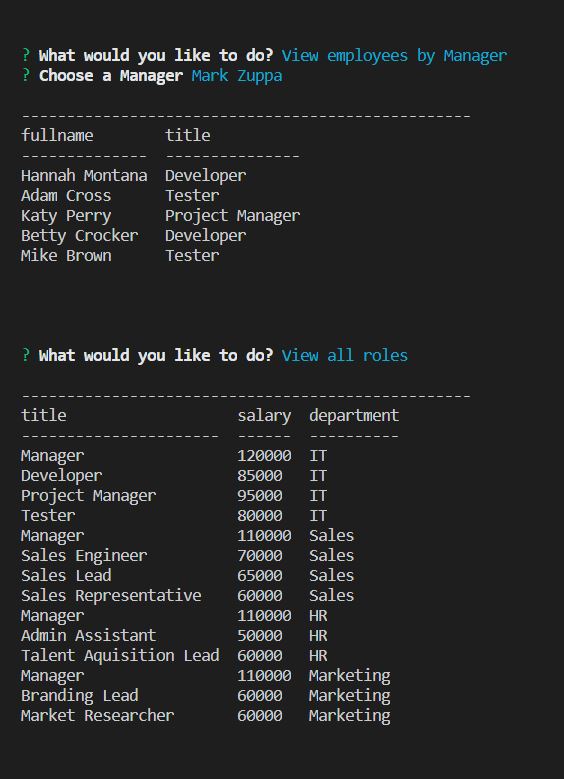 ? What would you like to do? View employees by Manager
? Choose a Manager Mark Zuppa
--------------------------------------------------
fullname        title
--------------  ---------------
Hannah Montana  Developer
Adam Cross      Tester
Katy Perry      Project Manager
Betty Crocker   Developer
Mike Brown      Tester
? What would you like to do? View all roles
--------------------------------------------------
title                   salary  department
----------------------  ------  ----------
Manager                 120000  IT
Developer               85000   IT
Project Manager         95000   IT
Tester                  80000   IT
Manager                 110000  Sales
Sales Engineer          70000   Sales
Sales Lead              65000   Sales
Sales Representative    60000   Sales
Manager                 110000  HR
Admin Assistant         50000   HR
Talent Aquisition Lead  60000   HR
Manager                 110000  Marketing
Branding Lead           60000   Marketing
Market Researcher       60000   Marketing